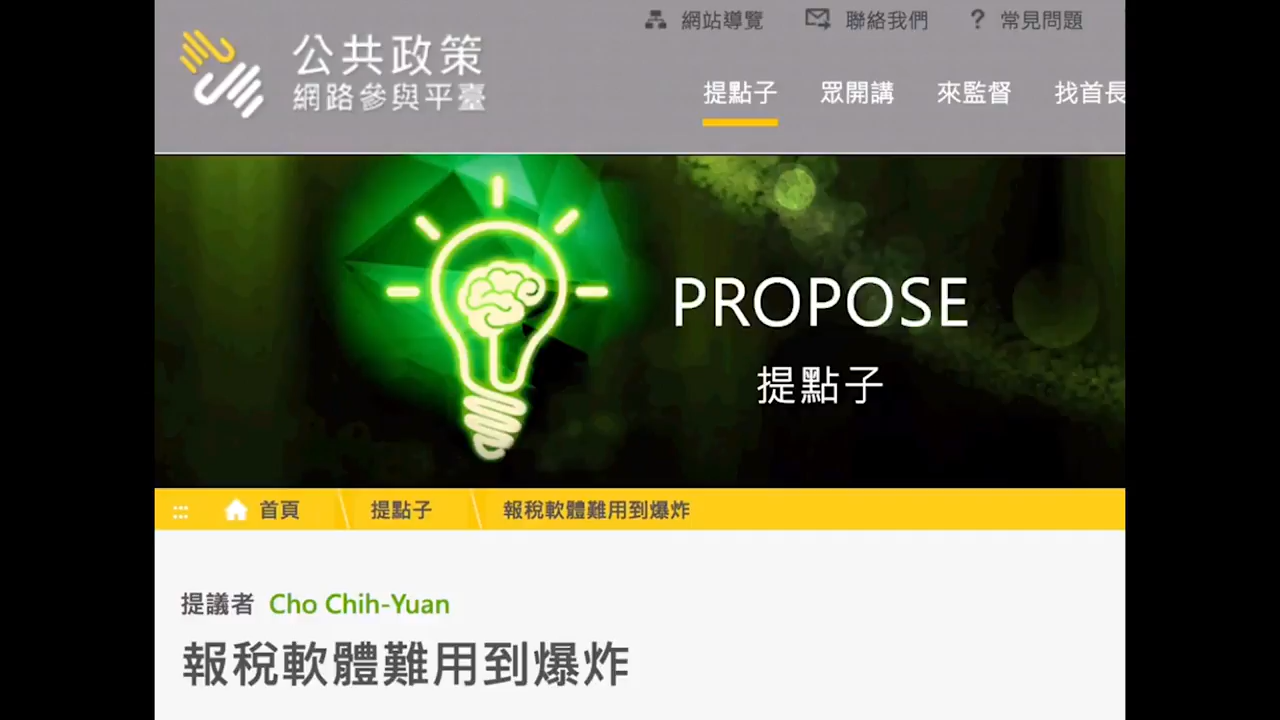 網站導覽 聯絡我們 ? 常見問題
公共政策
網路參與平臺
提點子 眾開講 來監督 找首長
PROPOSE
提點子
首頁 提點子 報稅軟體難用到爆炸
提議者 Cho Chih-Yuan
報稅軟體難用到爆炸